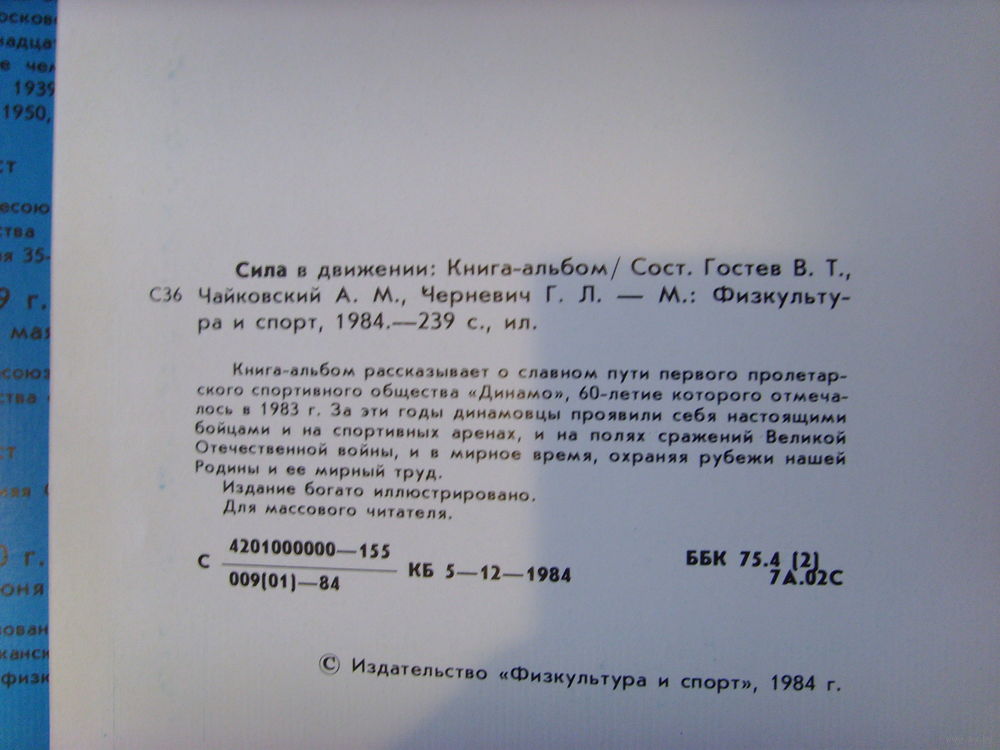 1939
1950,
Сила в движении: Книга-альбом/ Сост. Гостев В. Т.,
С36 Чайковский А. М., Черневич Г. Л. — М.: Физкульту-
ра и спорт, 1984.—239 с., ил.
Книга-альбом рассказывает о славном пути первого пролетар-
ского спортивного общества «Динамо», 60-летие которого отмеча-
лось в 1983 г. За эти годы динамовцы проявили себя настоящими
бойцами и на спортивных аренах, и на полях сражений Великой
Отечественной войны, и в мирное время, охраняя рубежи нашей
Родины и ее мирный труд.
Издание богато иллюстрировано.
Для массового читателя.
С 4201000000—155
009(01)—84
КБ 5—12—1984
ББК 75.4 (2)
7А.02С
© Издательство «Физкультура и спорт», 1984 г.